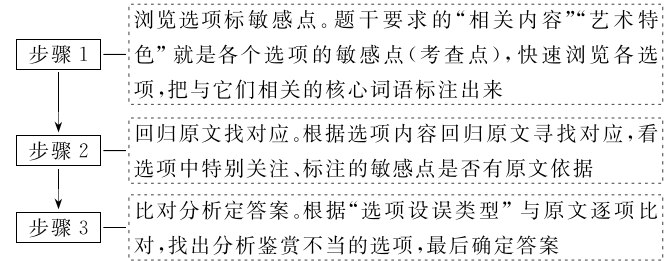 浏览选项标敏感点。题干要求的“相关内容”“艺术特
步骤1
色”就是各个选项的敏感点(考查点),快速浏览各选
项,把与它们相关的核心词语标注出来
回归原文找对应。根据选项内容回归原文寻找对应,看
步骤2
选项中特别关注、标注的敏感点是否有原文依据
比对分析定答案。根据“选项设误类型”与原文逐项比
步骤3
对,找出分析鉴赏不当的选项,最后确定答案